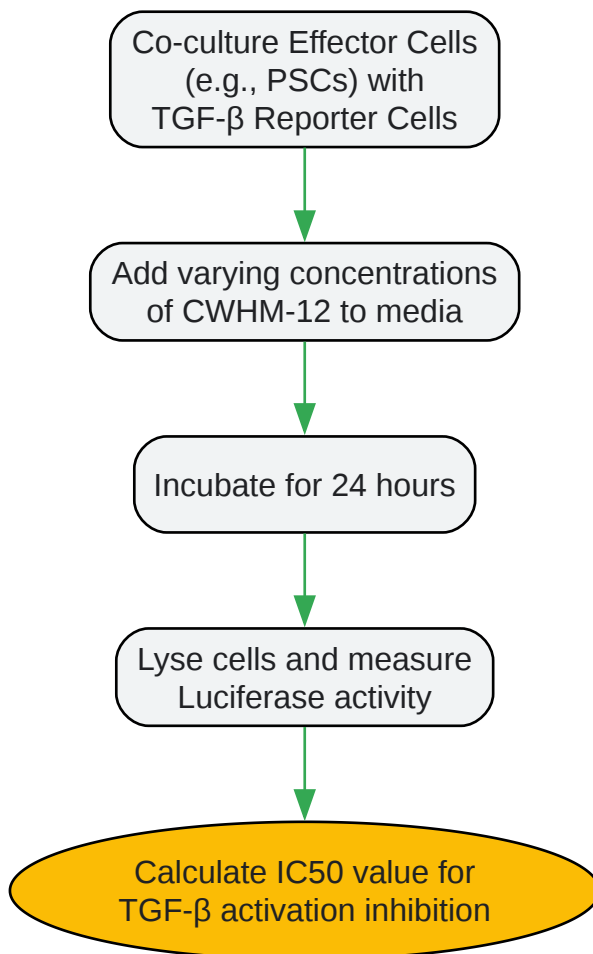 Co-culture Effector Cells
(e.g., PSCs) with
TGF-β Reporter Cells
Add varying concentrations
of CWHM-12 to media
Incubate for 24 hours
Lyse cells and measure
Luciferase activity
Calculate IC50 value for
TGF-β activation inhibition